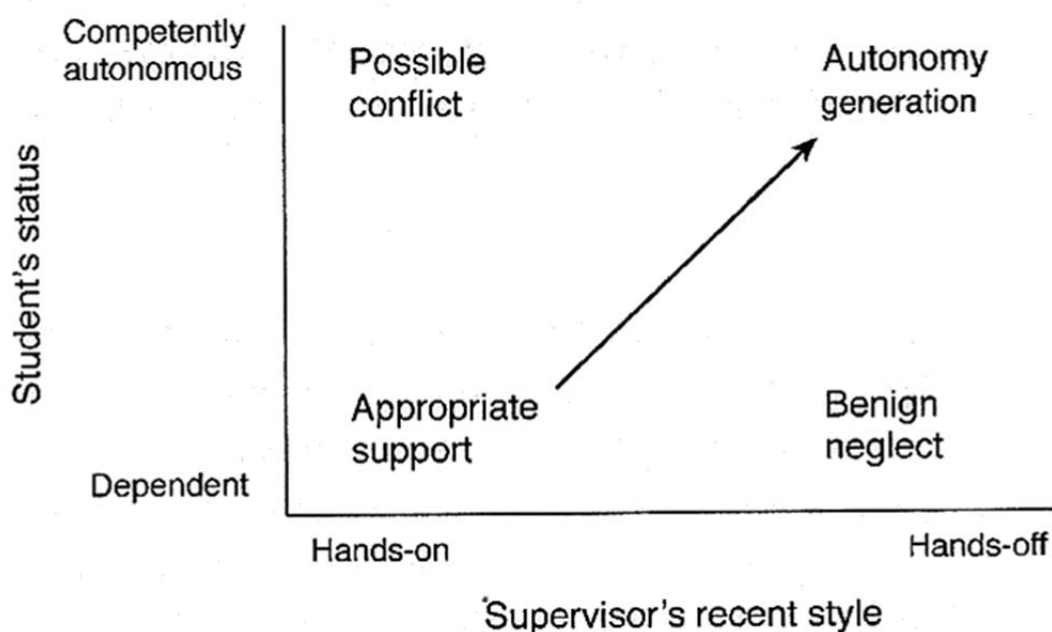 Competently
autonomous
Possible
conflict
Autonomy
generation
Student's status
Appropriate
support
Benign
neglect
Dependent
Hands-on
Hands-off
Supervisor's recent style